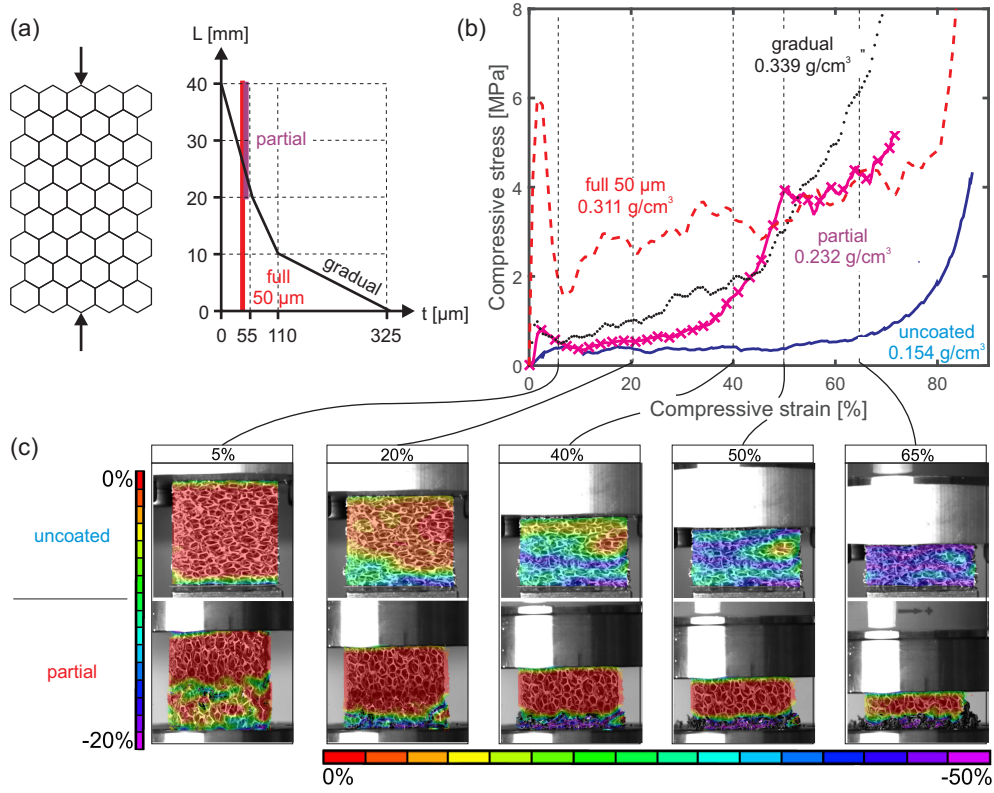 (a)
L [mm]
40
30
20
10
0
partial
full
50 µm
gradual
0
55
110
325
t [µm]
(b)
Compressive stress [MPa]
8
6
4
2
0
gradual
0.339 g/cm³ "
full 50 µm
0.311 g/cm³
partial
0.232 g/cm³
uncoated
0.154 g/cm³
0
20
40
60
80
Compressive strain [%]
(c)
5%
20%
40%
50%
65%
0%
uncoated
partial
-20%
0%
-50%